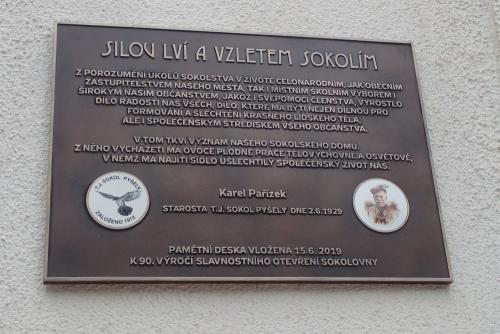 SILOU LVÍ A VZLETEM SOKOLÍM
Z POROZUMĚNÍ ÚKOLŮ SOKOLSTVA V ŽIVOTĚ CELONÁRODNÍM, JAK OBECNÍM
ZASTUPITELSTVEM NAŠEHO MĚSTA, TAK I MÍSTNÍM ŠKOLNÍM VÝBOREM I
ŠIROKÝM NAŠÍM OBČANSTVEM, JAKOŽ I SVÉPOMOCÍ ČLENSTVA, VYROSTLO
DÍLO RADOSTI NÁS VŠECH, DÍLO, KTERÉ MÁ BÝTI NEJEN DÍLNOU PRO
FORMOVÁNÍ A ŠLECHTĚNÍ KRÁSNÉHO LIDSKÉHO TĚLA,
ALE I SPOLEČENSKÝM STŘEDISKEM VŠEHO OBČANSTVA.
V TOM TKVÍ VÝZNAM NAŠEHO SOKOLSKÉHO DOMU.
Z NĚHO VYCHÁZETI MÁ OVOCE PLODNÉ PRÁCE TĚLOVÝCHOVNÉ A OSVĚTOVÉ,
V NĚMŽ MÁ NAJÍTI SÍDLO UŠLECHTILÝ SPOLEČENSKÝ ŽIVOT NÁŠ.
Karel Pařízek
STAROSTA T.J. SOKOL PYŠELY DNE 2.6.1929
T.J. SOKOL PYŠELY
ZALOŽENO 1912
PAMĚTNÍ DESKA VLOŽENA 15.6. 2019
K 90. VÝROČÍ SLAVNOSTNÍHO OTEVŘENÍ SOKOLOVNY